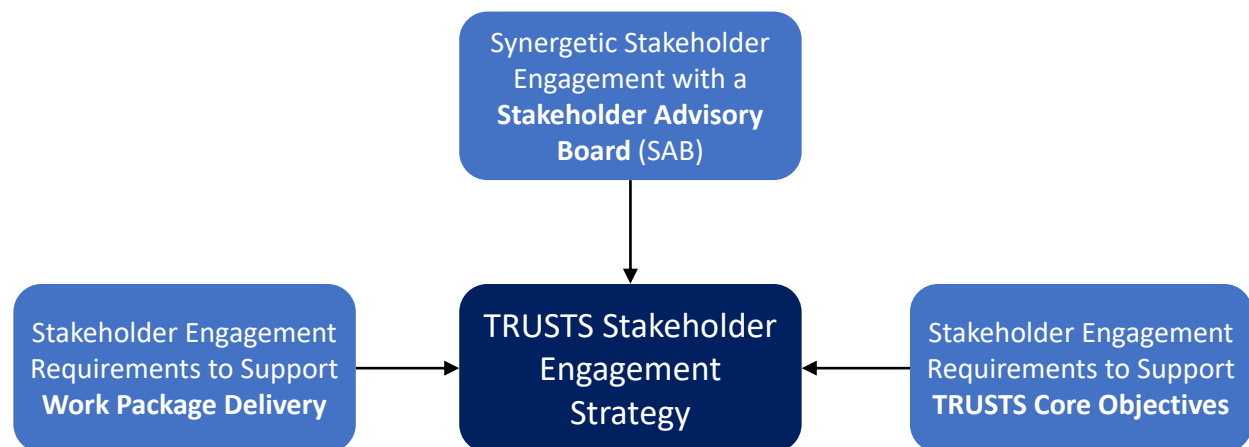 Synergetic Stakeholder
Engagement with a
Stakeholder Advisory
Board (SAB)
Stakeholder Engagement
Requirements to Support
Work Package Delivery
TRUSTS Stakeholder
Engagement
Strategy
Stakeholder Engagement
Requirements to Support
TRUSTS Core Objectives